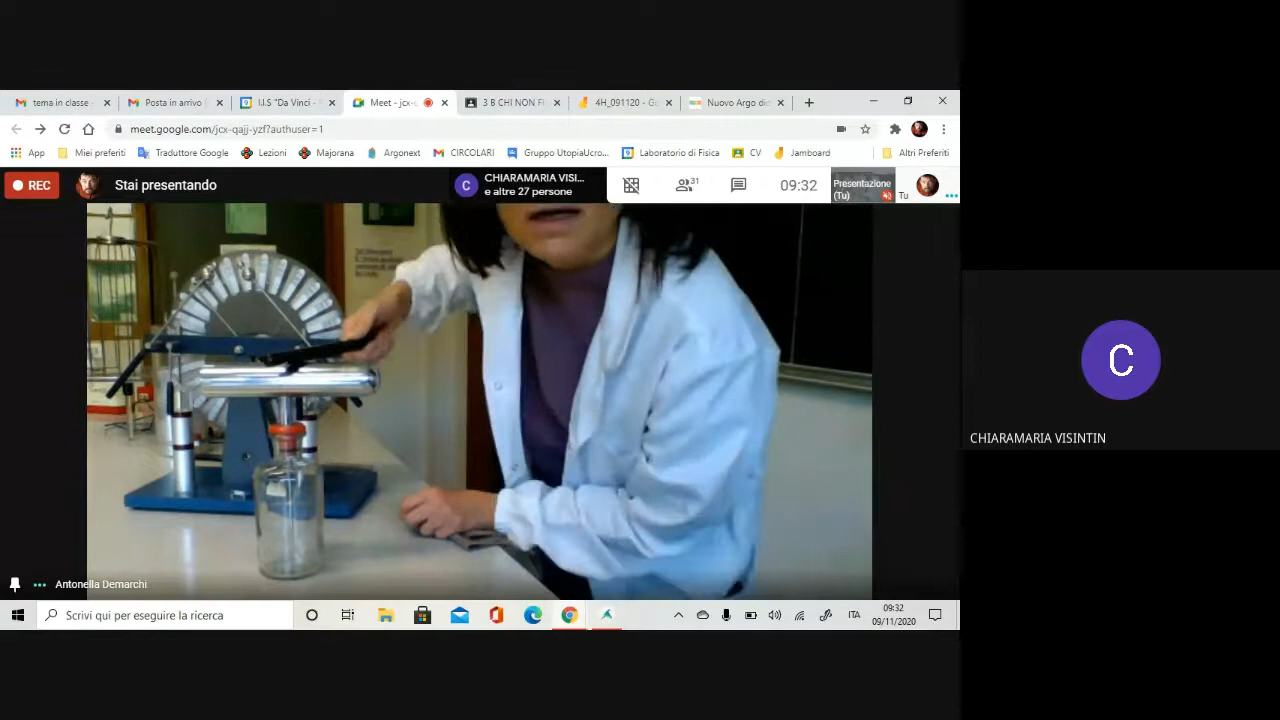 tema in classe
Posta in arrivo (
I.I.S "Da Vinci" -
Meet – jcx-
3 B CHI NON F
4H_091120 - G
Nuovo Argo di
meet.google.com/jcx-qajj-yzf?authuser=1
App
Miei preferiti
Traduttore Google
Lezioni
Majorana
Argonext
CIRCOLARI
Gruppo UtopiaUcro...
Laboratorio di Fisica
CV
Jamboard
Altri Preferiti
REC
Stai presentando
C
CHIARAMARIA VISI...
e altre 27 persone
31
09:32
Presentazione
(Tu)
Tu
C
CHIARAMARIA VISINTIN
Antonella Demarchi
Scrivi qui per eseguire la ricerca
ITA
09:32
09/11/2020